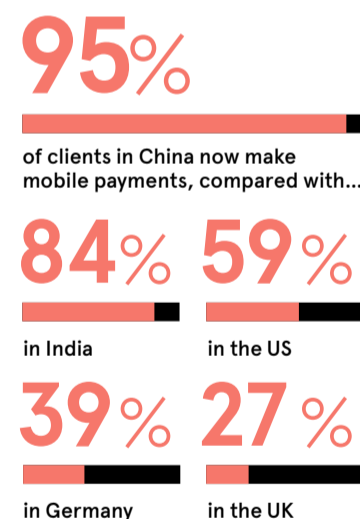 95%
of clients in China now make
mobile payments, compared with...
84%
in India
59%
in the US
39%
in Germany
27%
in the UK